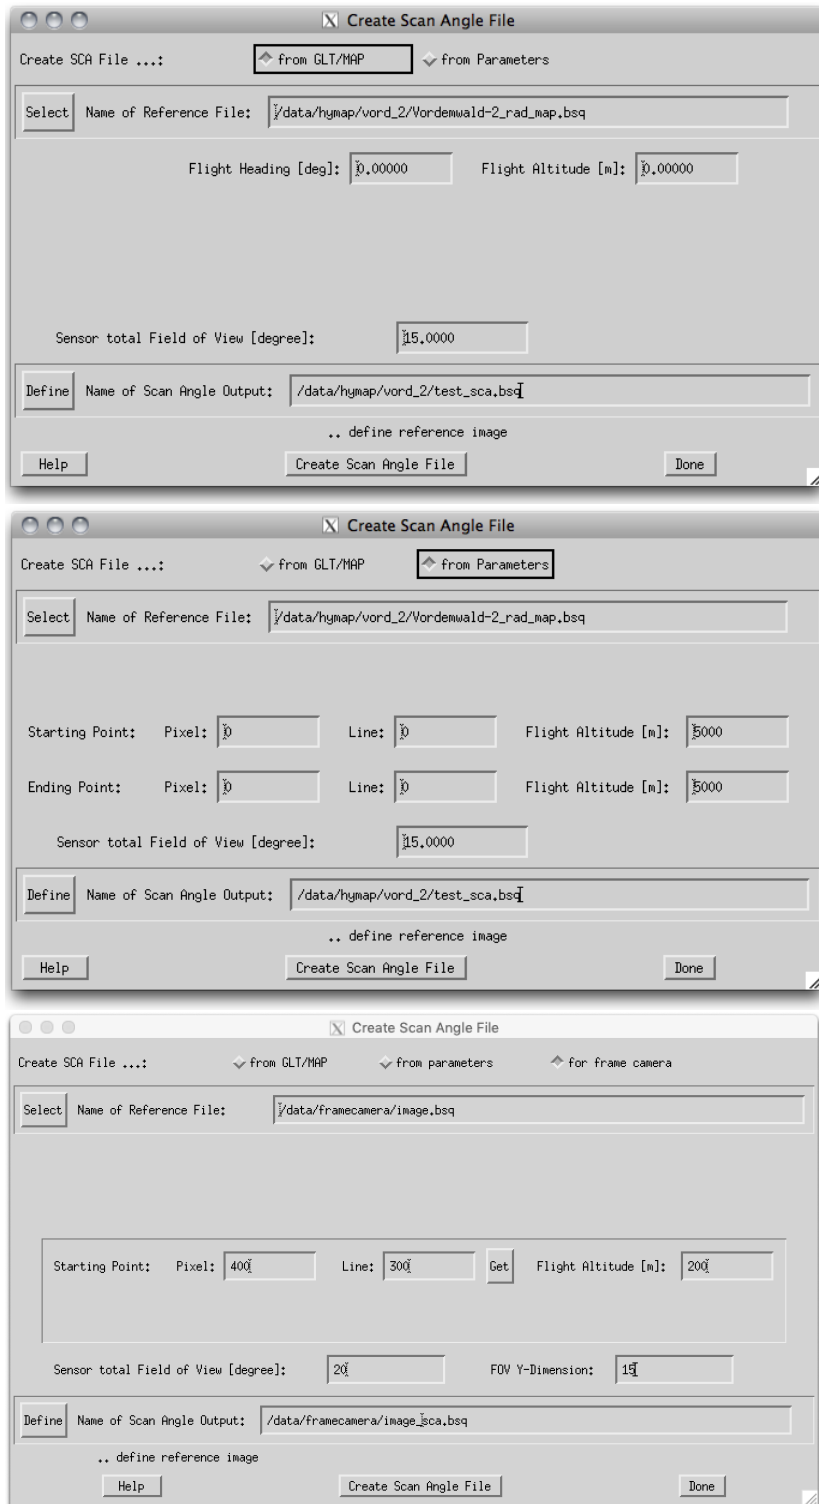 Create Scan Angle File
Create SCA File ...: from GLT/MAP from Parameters
Select Name of Reference File: /data/hymap/vord_2/Vordemwald-2_rad_map.bsq
Flight Heading [deg]: 0.00000 Flight Altitude [m]: 0.00000
Sensor total Field of View [degree]: 15.0000
Define Name of Scan Angle Output: /data/hymap/vord_2/test_sca.bsq
.. define reference image
Help Create Scan Angle File Done
Create Scan Angle File
Create SCA File ...: from GLT/MAP from Parameters
Select Name of Reference File: /data/hymap/vord_2/Vordemwald-2_rad_map.bsq
Starting Point: Pixel: 0 Line: 0 Flight Altitude [m]: 5000
Ending Point: Pixel: 0 Line: 0 Flight Altitude [m]: 5000
Sensor total Field of View [degree]: 15.0000
Define Name of Scan Angle Output: /data/hymap/vord_2/test_sca.bsq
.. define reference image
Help Create Scan Angle File Done
Create Scan Angle File
Create SCA File ...: from GLT/MAP from parameters for frame camera
Select Name of Reference File: /data/framecamera/image.bsq
Starting Point: Pixel: 400 Line: 300 Get Flight Altitude [m]: 200
Sensor total Field of View [degree]: 20 FOV Y-Dimension: 15
Define Name of Scan Angle Output: /data/framecamera/image_sca.bsq
.. define reference image
Help Create Scan Angle File Done